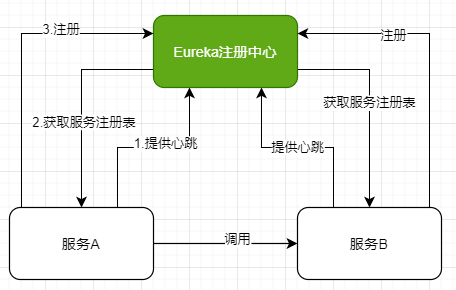 3.注册
Eureka注册中心
注册
2.获取服务注册表
获取服务注册表
1.提供心跳
提供心跳
服务A
调用
服务B